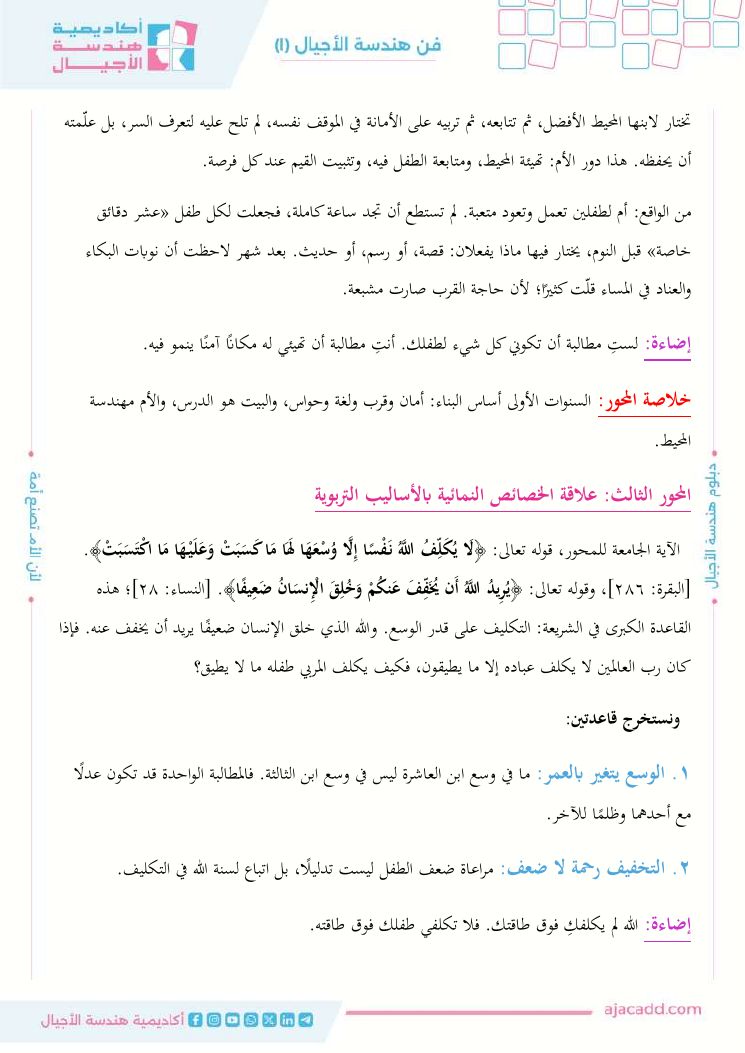 أكاديمية
هندسة
الأجيال
فن هندسة الأجيال (١)
تختار لابنها المحيط الأفضل، ثم تتابعه، ثم تربيه على الأمانة في الموقف نفسه، لم تلح عليه لتعرف السر، بل علّمته
أن يحفظه. هذا دور الأم: تهيئة المحيط، ومتابعة الطفل فيه، وتثبيت القيم عند كل فرصة.
من الواقع: أم لطفلين تعمل وتعود متعبة. لم تستطع أن تجد ساعة كاملة، فجعلت لكل طفل «عشر دقائق
خاصة» قبل النوم، يختار فيها ماذا يفعلان: قصة، أو رسم، أو حديث. بعد شهر لاحظت أن نوبات البكاء
والعناد في المساء قلّت كثيرًا؛ لأن حاجة القرب صارت مشبعة.
إضاءة: لستِ مطالبة أن تكوني كل شيء لطفلك. أنتِ مطالبة أن تهيئي له مكانًا آمنًا ينمو فيه.
خلاصة المحور: السنوات الأولى أساس البناء: أمان وقرب ولغة وحواس، والبيت هو الدرس، والأم مهندسة
المحيط.
المحور الثالث: علاقة الخصائص النمائية بالأساليب التربوية
الآية الجامعة للمحور، قوله تعالى: ﴿لَا يُكَلِّفُ اللَّهُ نَفْسًا إِلَّا وُسْعَهَا لَهَا مَا كَسَبَتْ وَعَلَيْهَا مَا اكْتَسَبَتْ﴾.
[البقرة: ٢٨٦]، وقوله تعالى: ﴿يُرِيدُ اللَّهُ أَن يُخَفِّفَ عَنكُمْ وَخُلِقَ الْإِنسَانُ ضَعِيفًا﴾. [النساء: ٢٨]؛ هذه
القاعدة الكبرى في الشريعة: التكليف على قدر الوسع. والله الذي خلق الإنسان ضعيفًا يريد أن يخفف عنه. فإذا
كان رب العالمين لا يكلف عباده إلا ما يطيقون، فكيف يكلف المربي طفله ما لا يطيق؟
ونستخرج قاعدتين:
١. الوسع يتغير بالعمر: ما في وسع ابن العاشرة ليس في وسع ابن الثالثة. فالمطالبة الواحدة قد تكون عدلًا
مع أحدهما وظلمًا للآخر.
٢. التخفيف رحمة لا ضعف: مراعاة ضعف الطفل ليست تدليلًا، بل اتباع لسنة الله في التكليف.
إضاءة: الله لم يكلفكِ فوق طاقتك. فلا تكلفي طفلك فوق طاقته.
دبلوم هندسة الأجيال
لأن الأم تصنع أمة
أكاديمية هندسة الأجيال
ajacadd.com